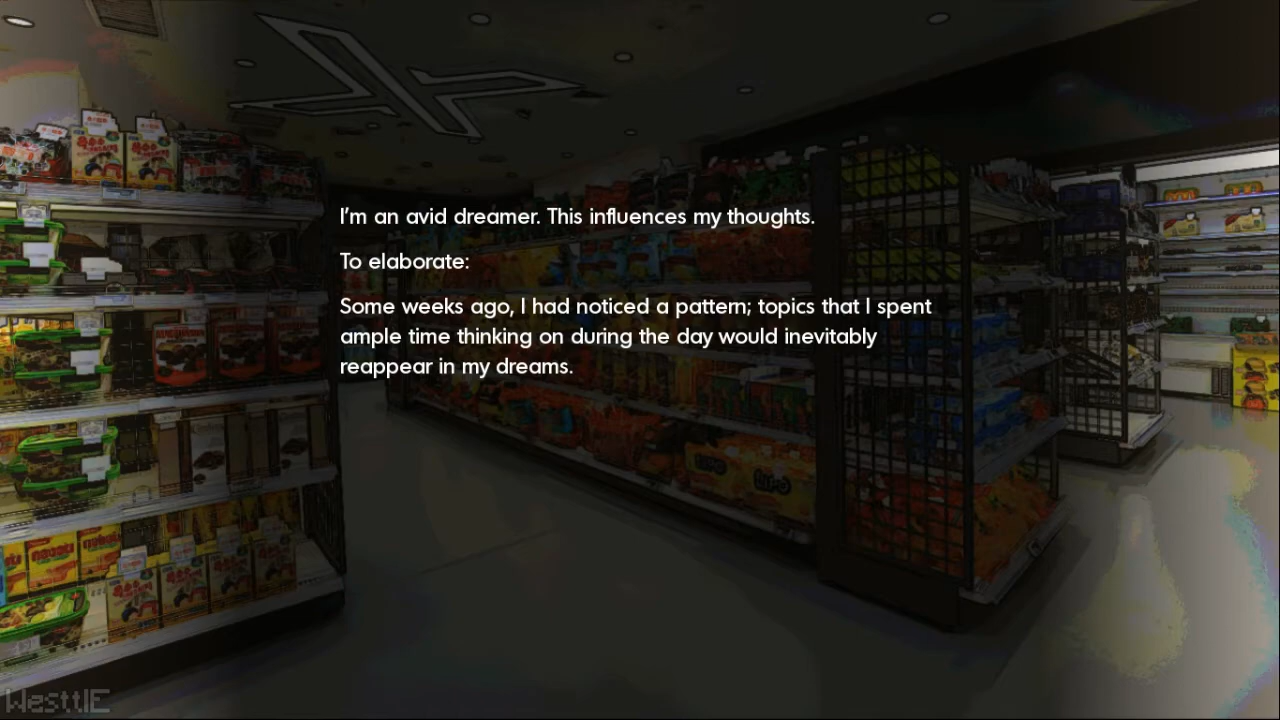 I'm an avid dreamer. This influences my thoughts.
To elaborate:
Some weeks ago, I had noticed a pattern; topics that I spent
ample time thinking on during the day would inevitably
reappear in my dreams.
WesttIE